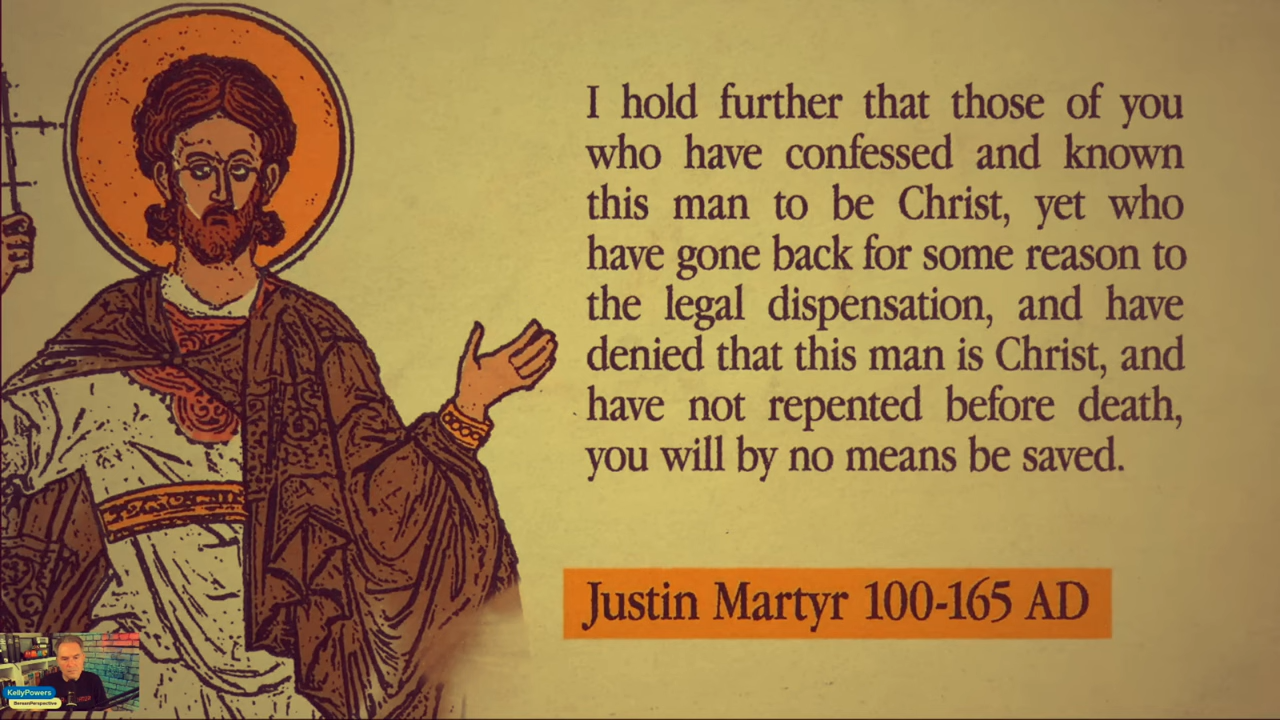 I hold further that those of you
who have confessed and known
this man to be Christ, yet who
have gone back for some reason to
the legal dispensation, and have
denied that this man is Christ, and
have not repented before death,
you will by no means be saved.
Justin Martyr 100-165 AD
KellyPowers
BereanPerspective